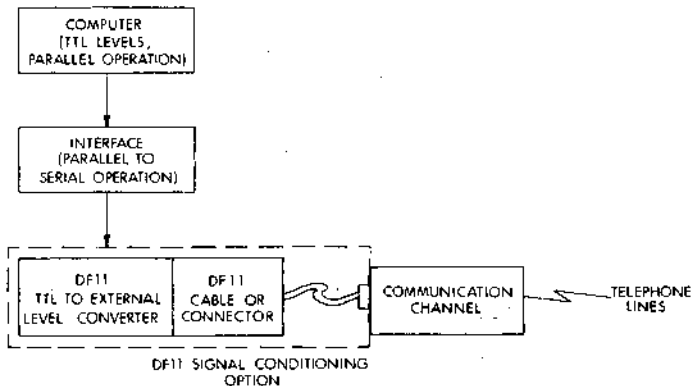 COMPUTER
(TTL LEVELS,
PARALLEL OPERATION)
INTERFACE
(PARALLEL TO
SERIAL OPERATION)
DF11
TTL TO EXTERNAL
LEVEL CONVERTER
DF11
CABLE OR
CONNECTOR
COMMUNICATION
CHANNEL
TELEPHONE
LINES
DF11 SIGNAL CONDITIONING
OPTION